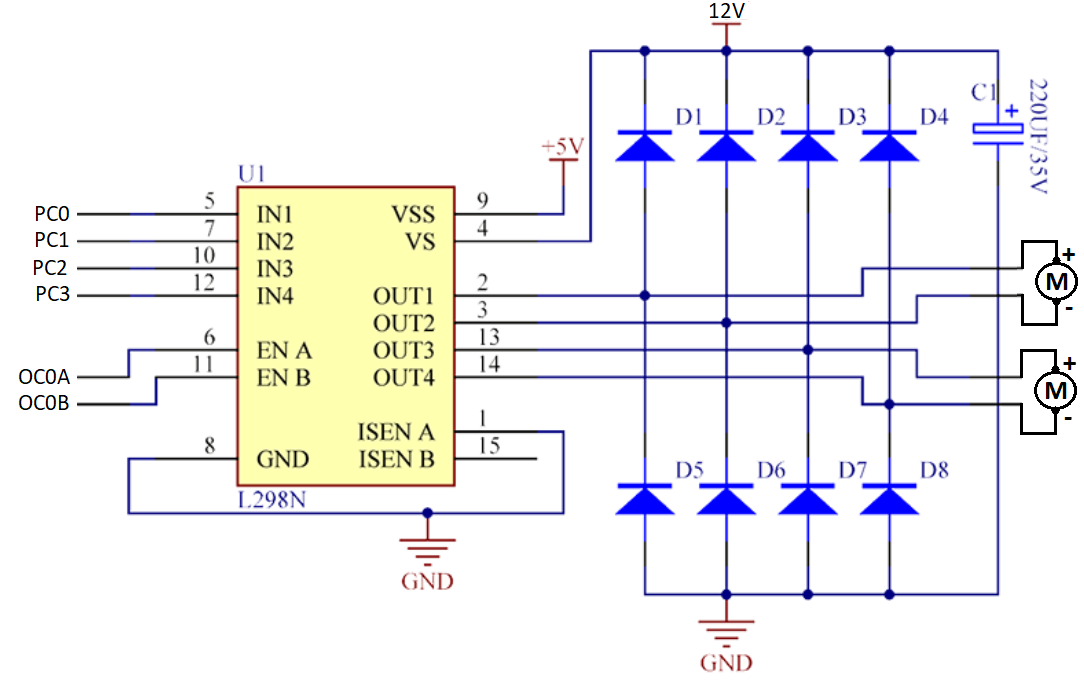 12V
C1
+
220UF/35V
D1
D2
D3
D4
+5V
U1
PC0 5 IN1 VSS 9
PC1 7 IN2 VS 4
PC2 10 IN3
PC3 12 IN4 OUT1 2
OUT2 3
6 EN A OUT3 13
OC0A 11 EN B OUT4 14
OC0B
ISEN A 1
8 GND ISEN B 15
L298N
GND
+
M
-
+
M
-
D5
D6
D7
D8
GND